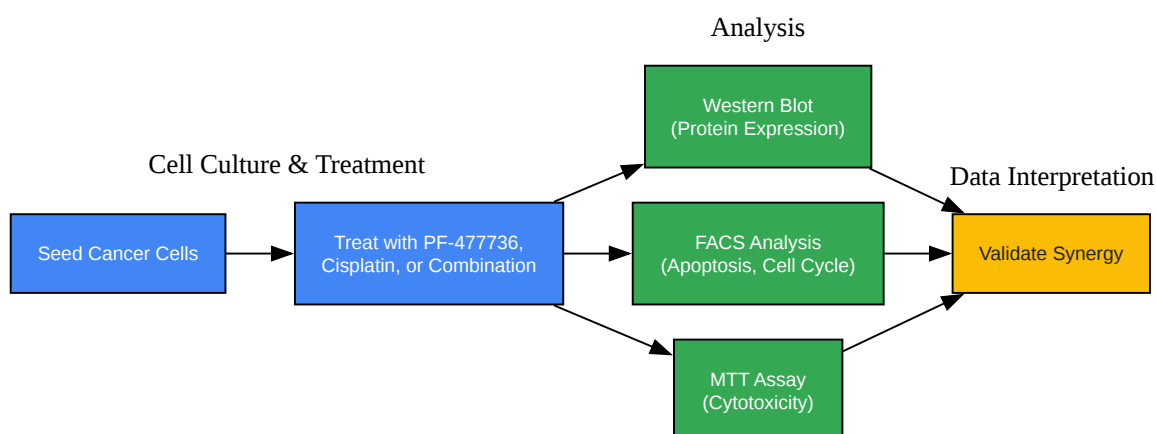 Analysis
Western Blot
(Protein Expression)
Cell Culture & Treatment
Data Interpretation
Seed Cancer Cells
Treat with PF-477736,
Cisplatin, or Combination
FACS Analysis
(Apoptosis, Cell Cycle)
Validate Synergy
MTT Assay
(Cytotoxicity)